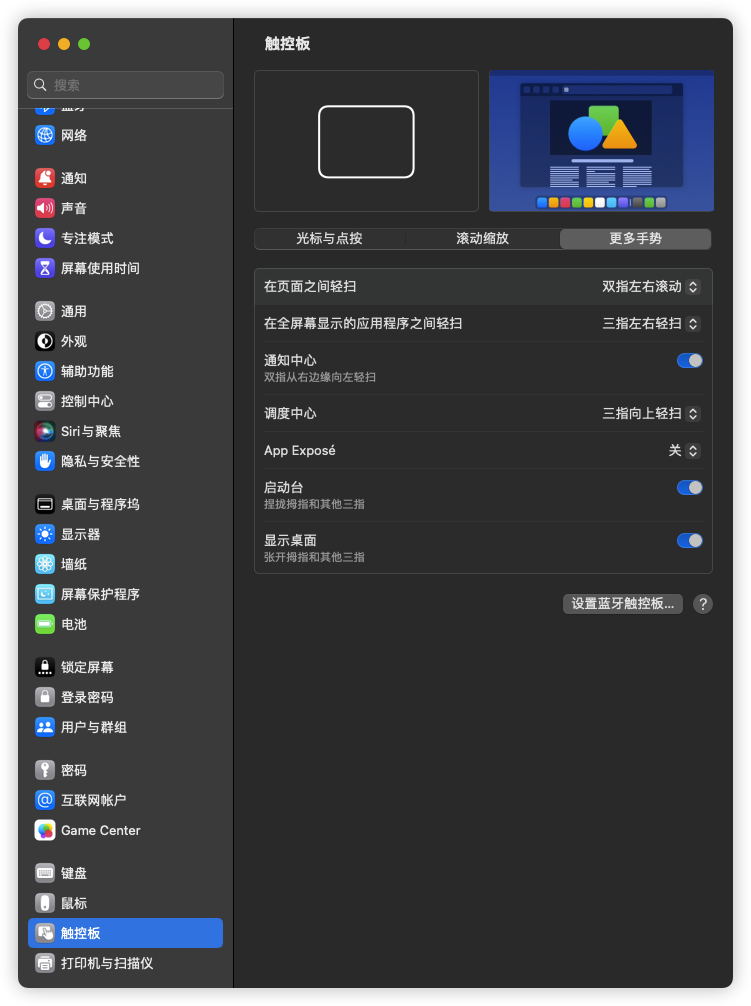 触控板
搜索
蓝牙
网络
通知
声音
专注模式
屏幕使用时间
通用
外观
辅助功能
控制中心
Siri与聚焦
隐私与安全性
桌面与程序坞
显示器
墙纸
屏幕保护程序
电池
锁定屏幕
登录密码
用户与群组
密码
互联网帐户
Game Center
键盘
鼠标
触控板
打印机与扫描仪
光标与点按 滚动缩放 更多手势
在页面之间轻扫 双指左右滚动
在全屏幕显示的应用程序之间轻扫 三指左右轻扫
通知中心
双指从右边缘向左轻扫
调度中心 三指向上轻扫
App Exposé 关
启动台
捏拢拇指和其他三指
显示桌面
张开拇指和其他三指
设置蓝牙触控板... ?